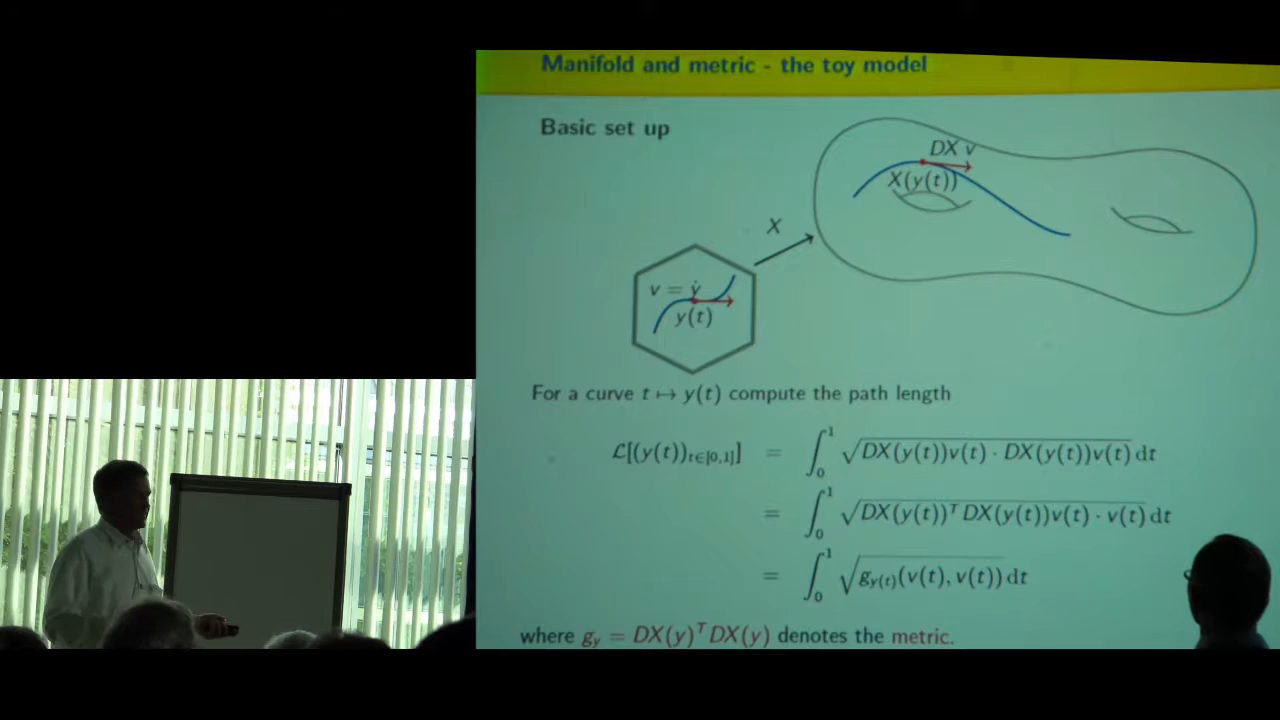 Manifold and metric - the toy model
Basic set up
DX v
X(y(t))
X
v = ẏ
y(t)
For a curve t ↦ y(t) compute the path length
ℒ[(y(t))_{t∈[0,1]}] = ∫₀¹ √(DX(y(t))v(t) · DX(y(t))v(t)) dt
= ∫₀¹ √(DX(y(t))ᵀ DX(y(t))v(t) · v(t)) dt
= ∫₀¹ √(g_{y(t)}(v(t), v(t))) dt
where g_y = DX(y)ᵀ DX(y) denotes the metric.